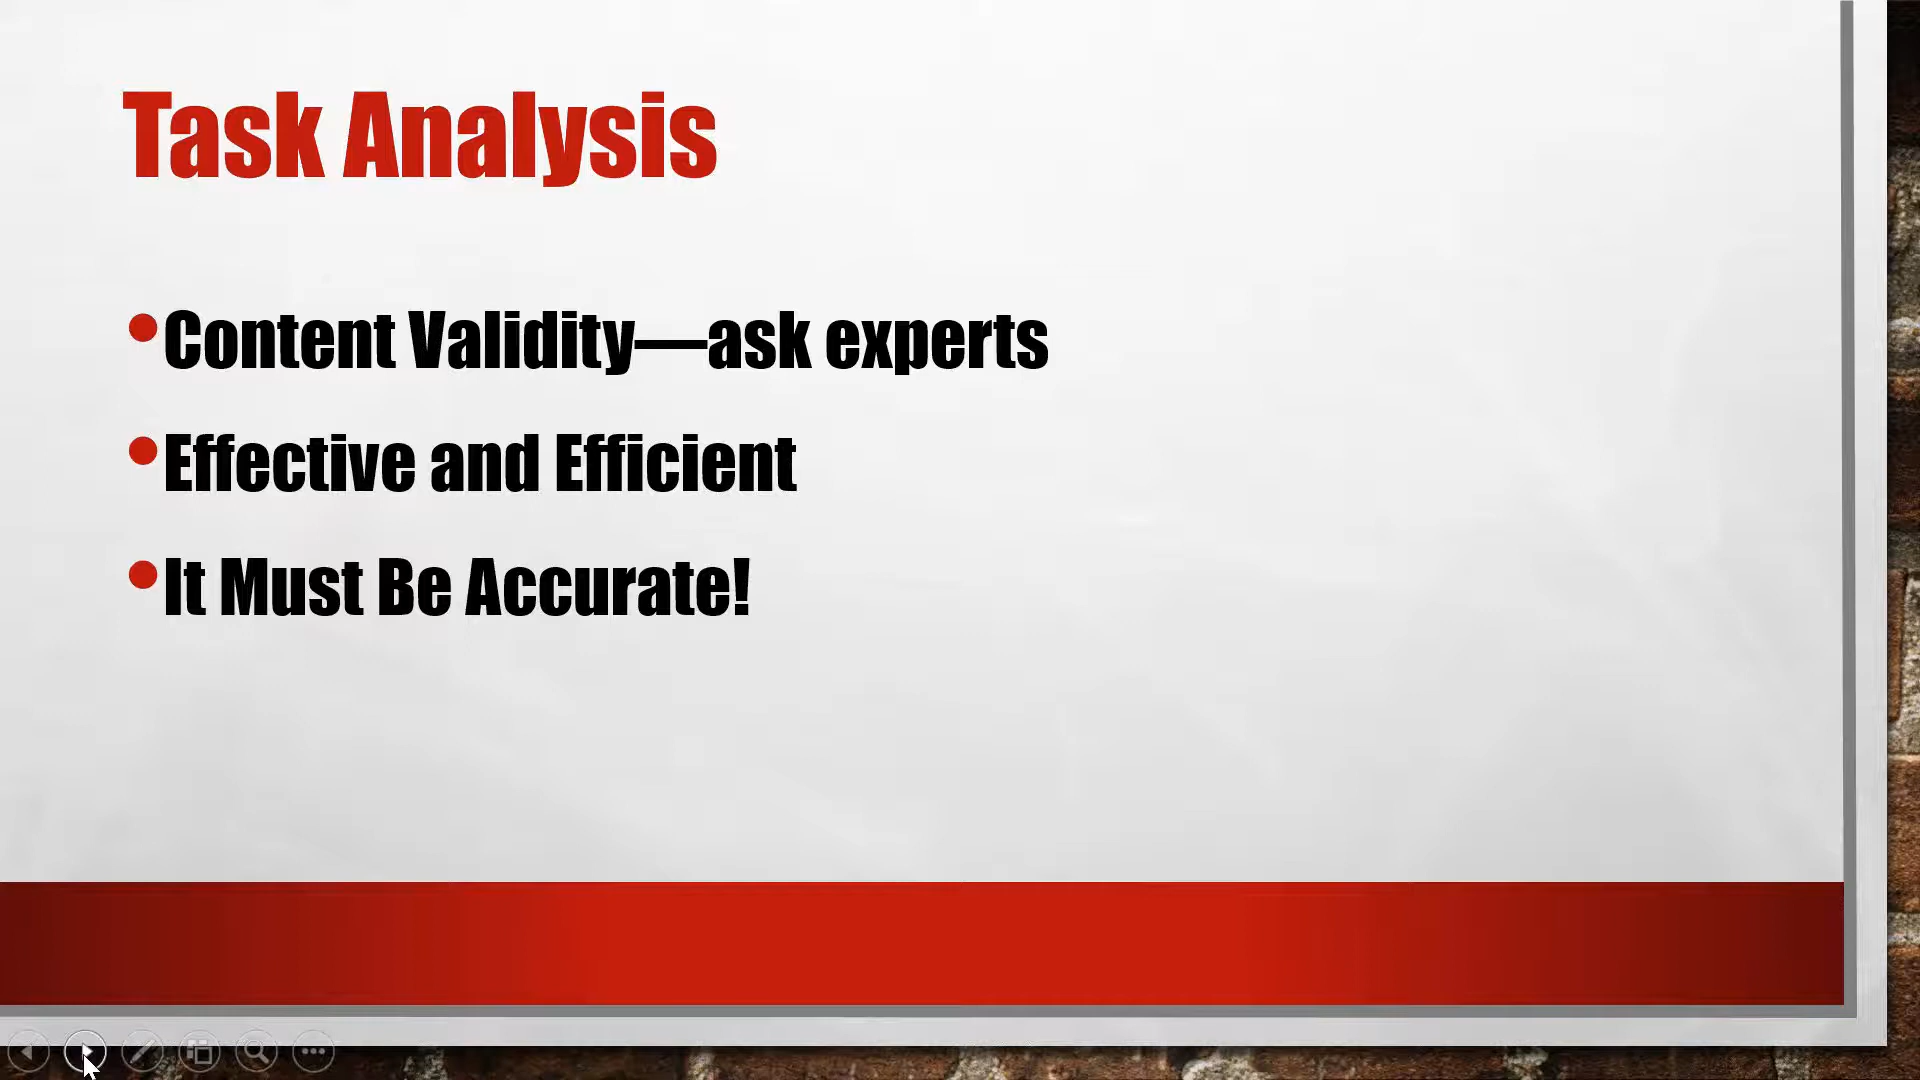 Task Analysis
Content Validity—ask experts
Effective and Efficient
It Must Be Accurate!